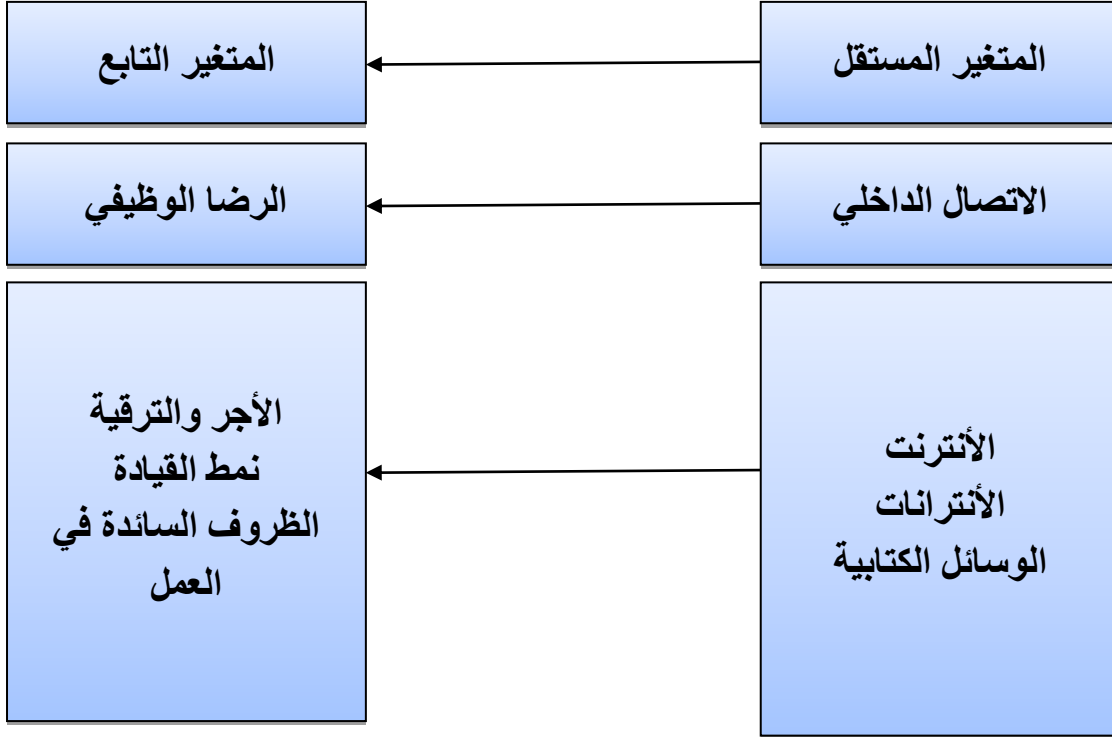 المتغير المستقل
المتغير التابع
الاتصال الداخلي
الرضا الوظيفي
الأنترنت
الأنترانات
الوسائل الكتابية
الأجر والترقية
نمط القيادة
الظروف السائدة في
العمل